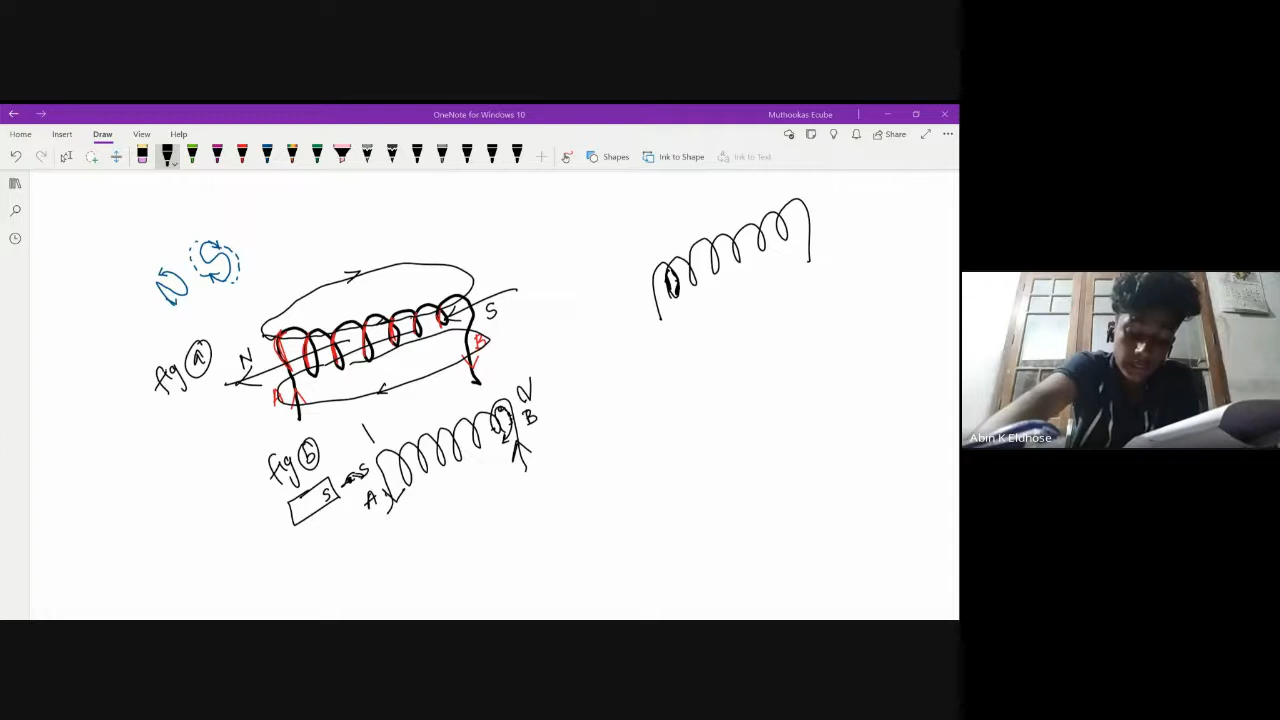 OneNote for Windows 10
Muthookas Ecube
Home Insert Draw View Help
Share
Shapes
Ink to Shape
Ink to Text
N S
S
N
fig a
B
A
N
B
fig b
S
S
A
Abin K Eldhose